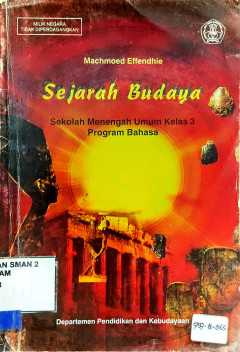 MILIK NEGARA
TIDAK DIPERDAGANGKAN
Machmoed Effendhie
Sejarah Budaya
Sekolah Menengah Umum Kelas 3
Program Bahasa
AN SMAN 2
AM
3
Departemen Pendidikan dan Kebudayaan